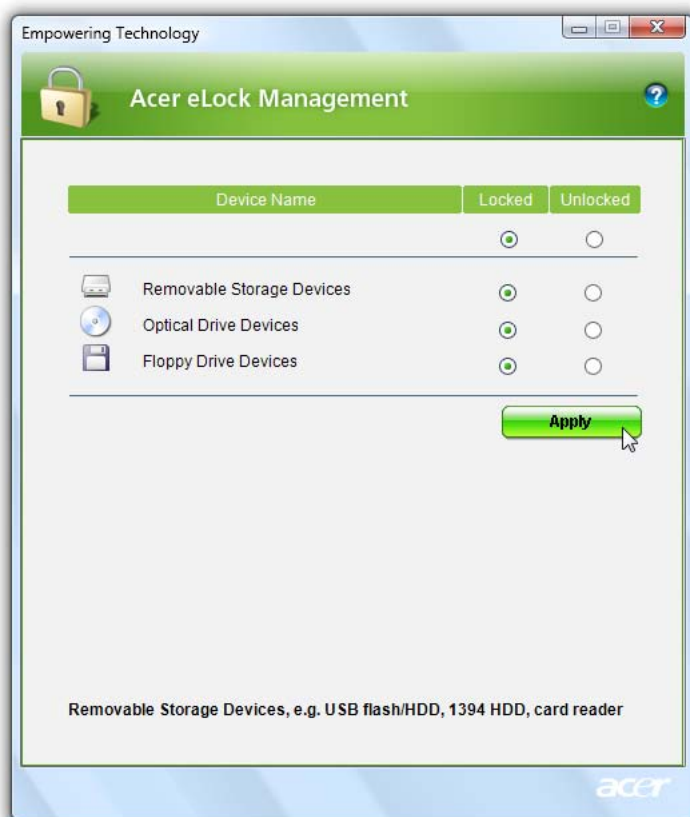 Empowering Technology
Acer eLock Management
?
Device Name Locked Unlocked
Removable Storage Devices
Optical Drive Devices
Floppy Drive Devices
Apply
Removable Storage Devices, e.g. USB flash/HDD, 1394 HDD, card reader
acer